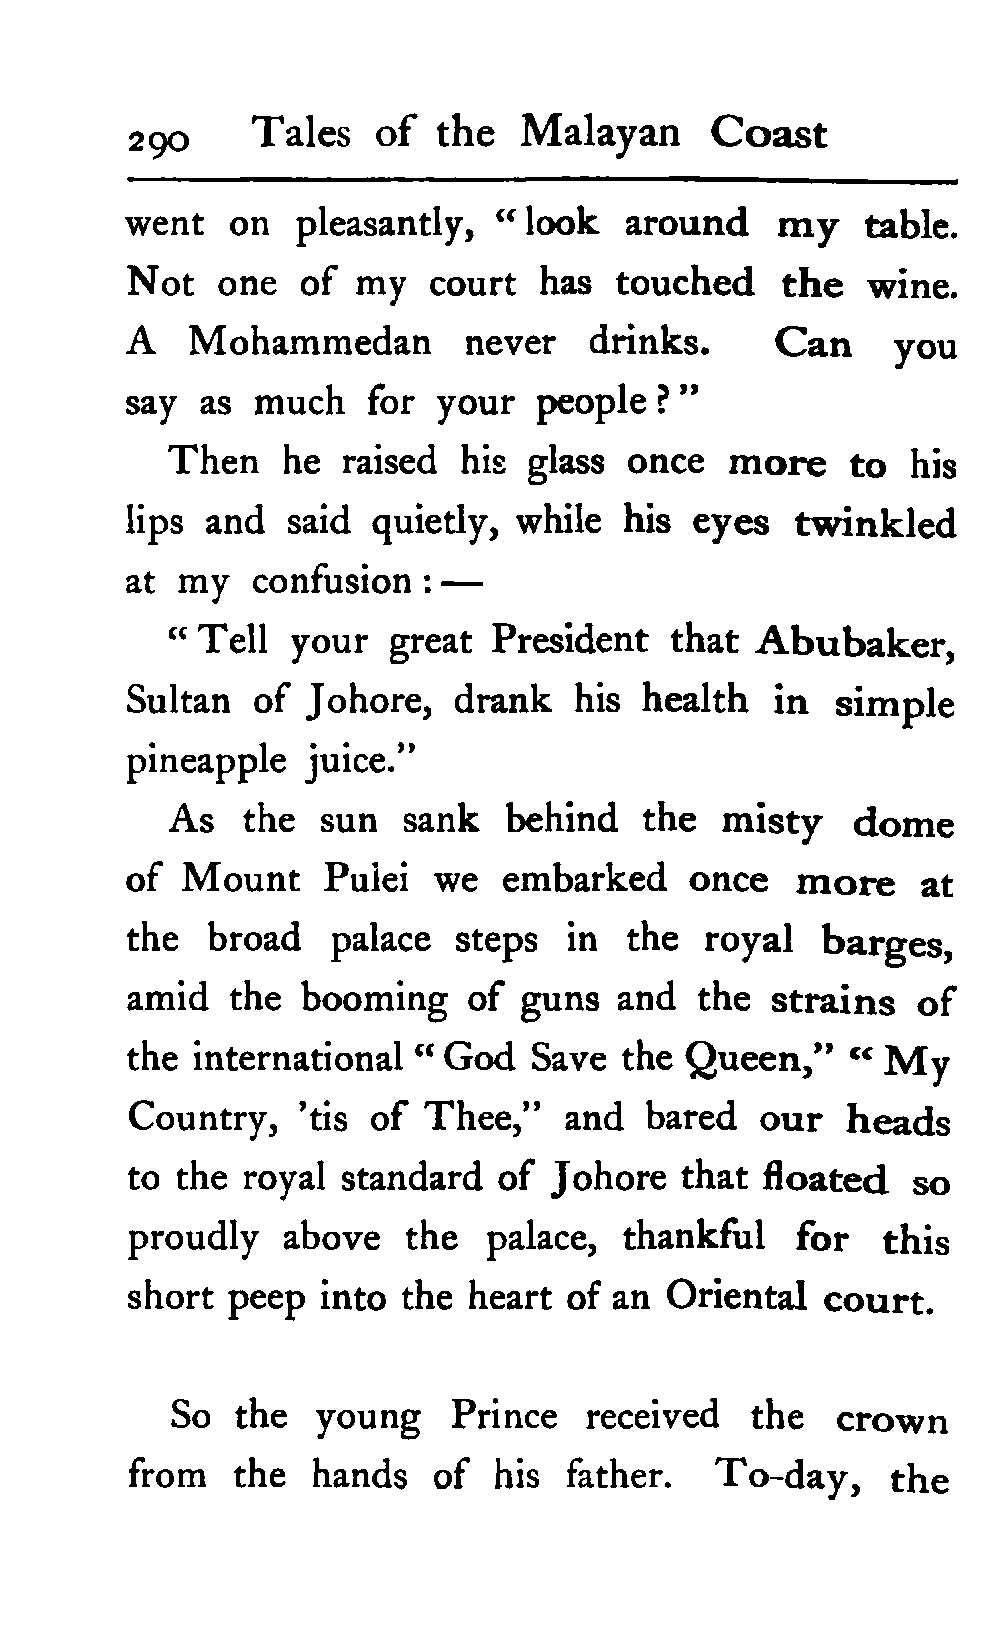 290 Tales of the Malayan Coast
went on pleasantly, “look around my table.
Not one of my court has touched the wine.
A Mohammedan never drinks. Can you
say as much for your people?”
Then he raised his glass once more to his
lips and said quietly, while his eyes twinkled
at my confusion:—
“Tell your great President that Abubaker,
Sultan of Johore, drank his health in simple
pineapple juice.”
As the sun sank behind the misty dome
of Mount Pulei we embarked once more at
the broad palace steps in the royal barges,
amid the booming of guns and the strains of
the international “God Save the Queen,” “My
Country, ’tis of Thee,” and bared our heads
to the royal standard of Johore that floated so
proudly above the palace, thankful for this
short peep into the heart of an Oriental court.
So the young Prince received the crown
from the hands of his father. To-day, the